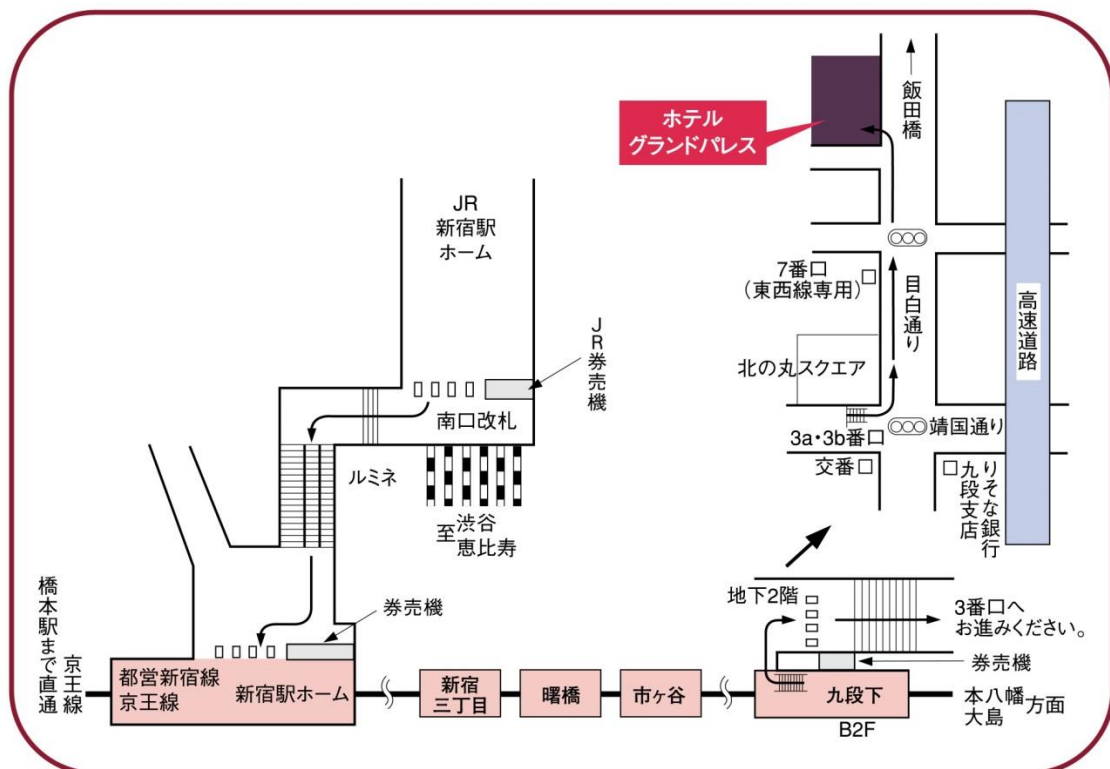 飯田橋
ホテル
グランドパレス
JR
新宿駅
ホーム
7番口
(東西線専用)
目白通り
高速道路
JR券売機
北の丸スクエア
南口改札
3a・3b番口
靖国通り
交番
りそな銀行
九段支店
ルミネ
至渋谷
恵比寿
地下2階
3番口へ
お進みください。
券売機
券売機
京王線
橋本駅まで直通
都営新宿線
京王線
新宿駅ホーム
新宿
三丁目
曙橋
市ヶ谷
九段下
B2F
本八幡
大島
方面